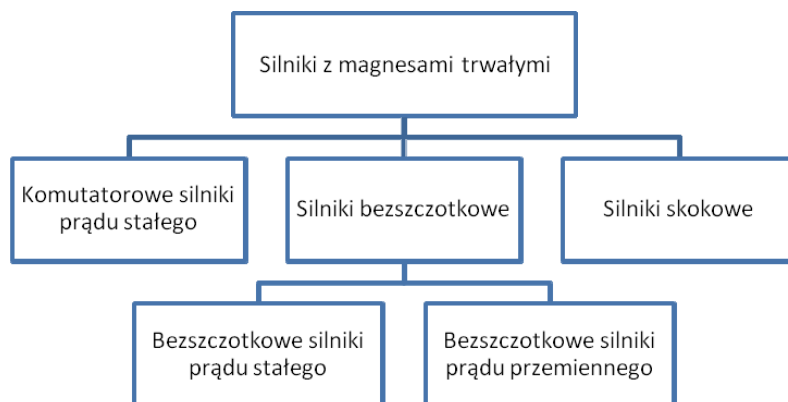 Silniki z magnesami trwałymi
Komutatorowe silniki
prądu stałego
Silniki bezszczotkowe
Silniki skokowe
Bezszczotkowe silniki
prądu stałego
Bezszczotkowe silniki
prądu przemiennego